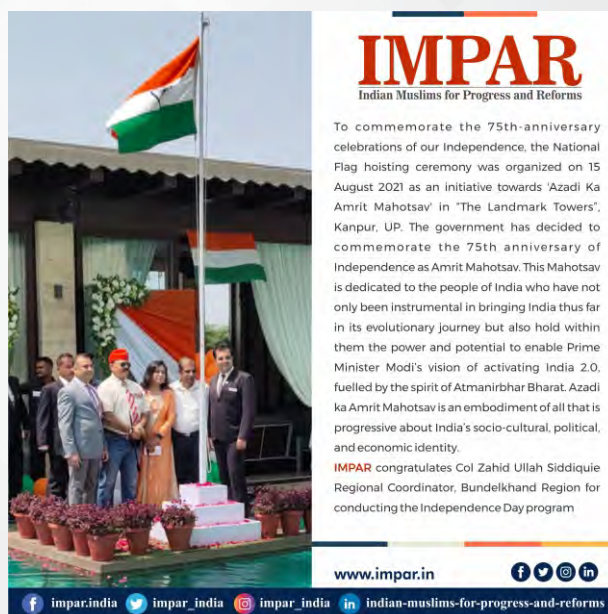 IMPAR
Indian Muslims for Progress and Reforms
To commemorate the 75th-anniversary
celebrations of our Independence, the National
Flag hoisting ceremony was organized on 15
August 2021 as an initiative towards 'Azadi Ka
Amrit Mahotsav' in "The Landmark Towers",
Kanpur, UP. The government has decided to
commemorate the 75th anniversary of
Independence as Amrit Mahotsav. This Mahotsav
is dedicated to the people of India who have not
only been instrumental in bringing India thus far
in its evolutionary journey but also hold within
them the power and potential to enable Prime
Minister Modi's vision of activating India 2.0,
fuelled by the spirit of Atmanirbhar Bharat. Azadi
ka Amrit Mahotsav is an embodiment of all that is
progressive about India's socio-cultural, political,
and economic identity.
IMPAR congratulates Col Zahid Ullah Siddiquie
Regional Coordinator, Bundelkhand Region for
conducting the Independence Day program
www.impar.in
impar.india impar_india impar_india indian-muslims-for-progress-and-reforms